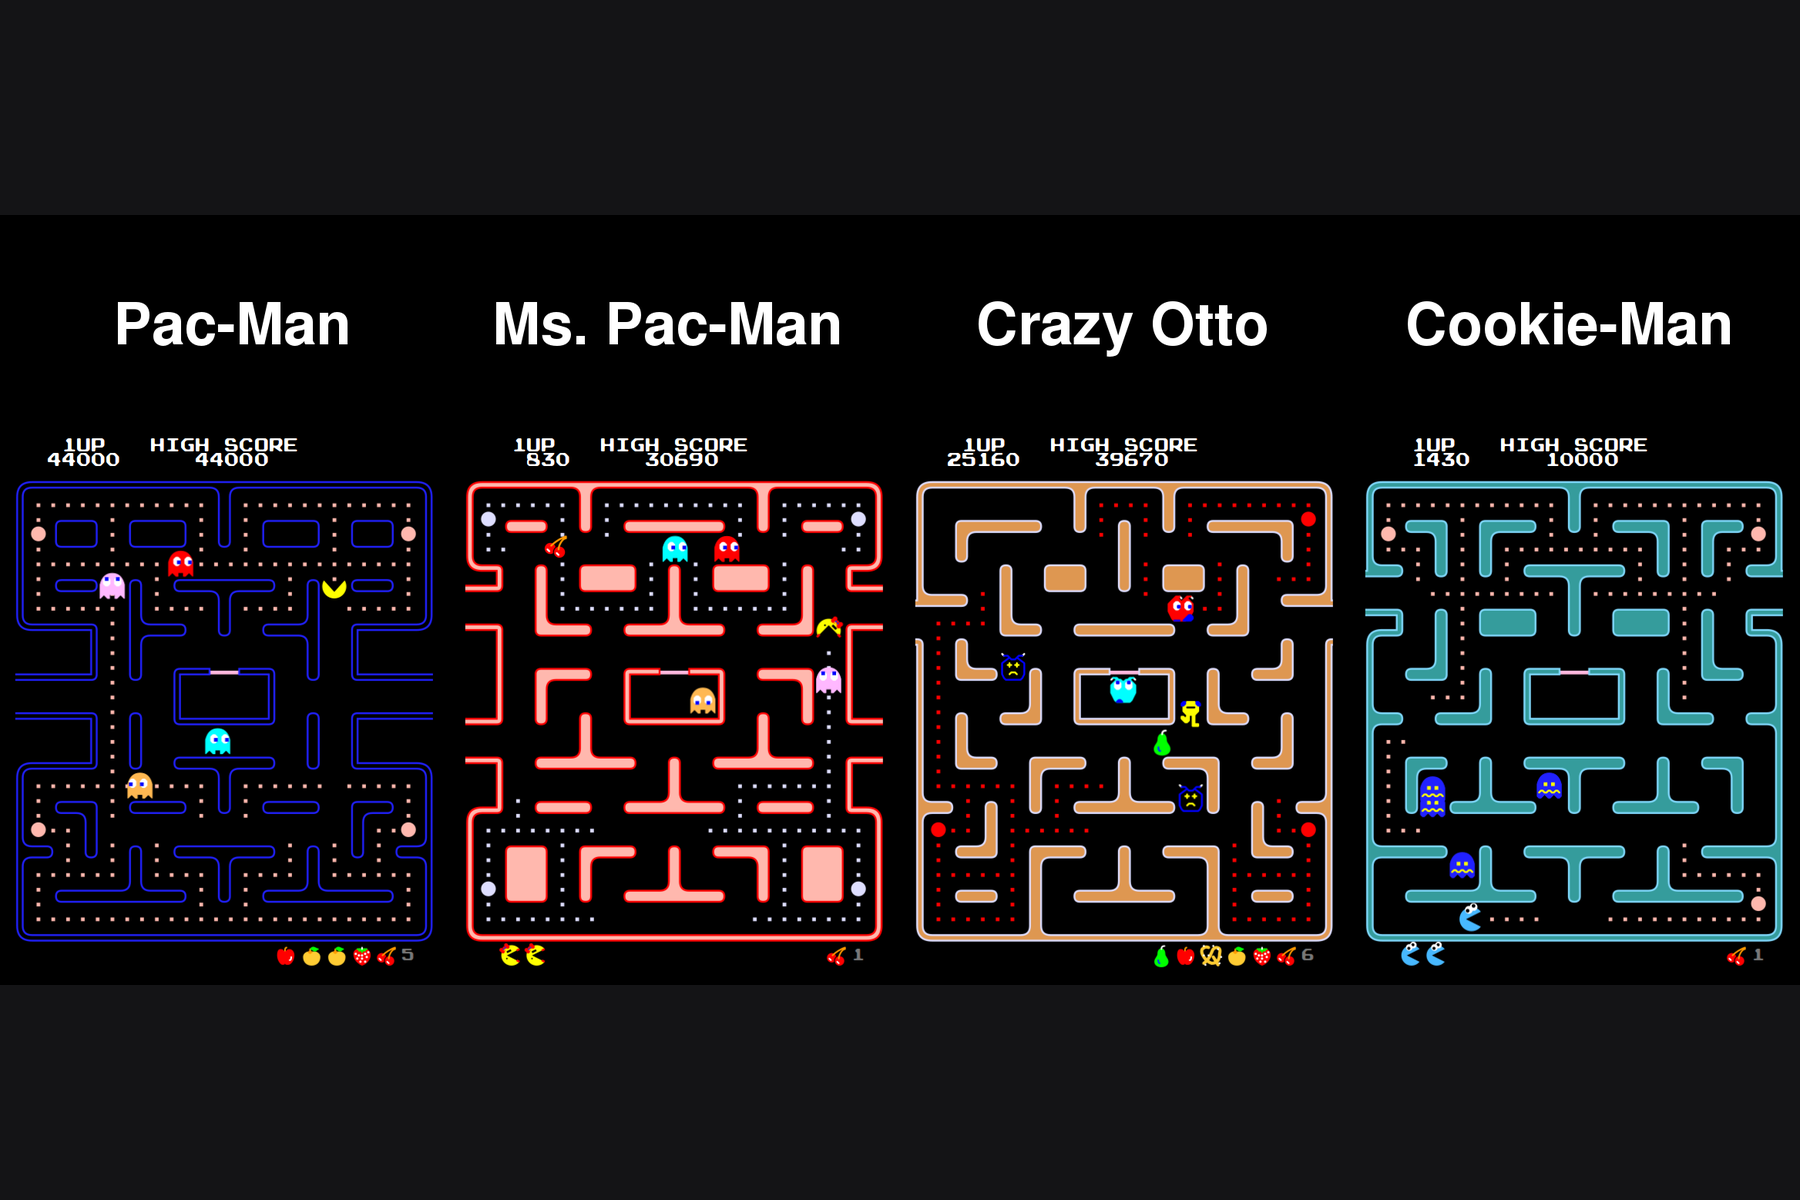 Pac-Man
Ms. Pac-Man
Crazy Otto
Cookie-Man
1UP HIGH SCORE
44000 44000
5
1UP HIGH SCORE
830 30690
1
1UP HIGH SCORE
25160 39670
6
1UP HIGH SCORE
1430 10000
1